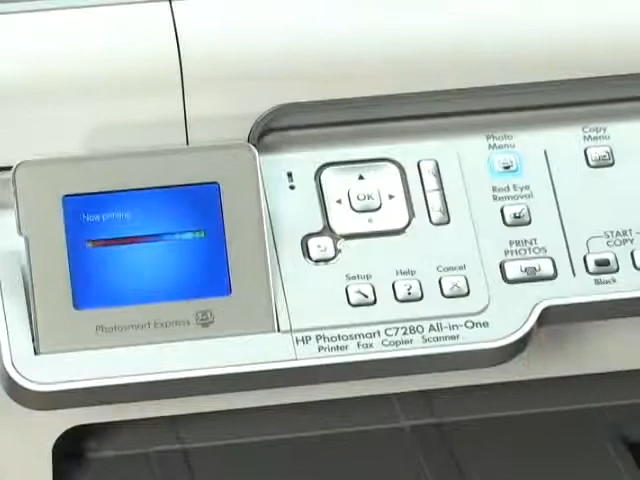 Now printing
Photosmart Express
OK
Setup
Help
Cancel
HP Photosmart C7280 All-in-One
Printer Fax Copier Scanner
Photo
Menu
Red Eye
Removal
PRINT
PHOTOS
Copy
Menu
START
COPY
Black